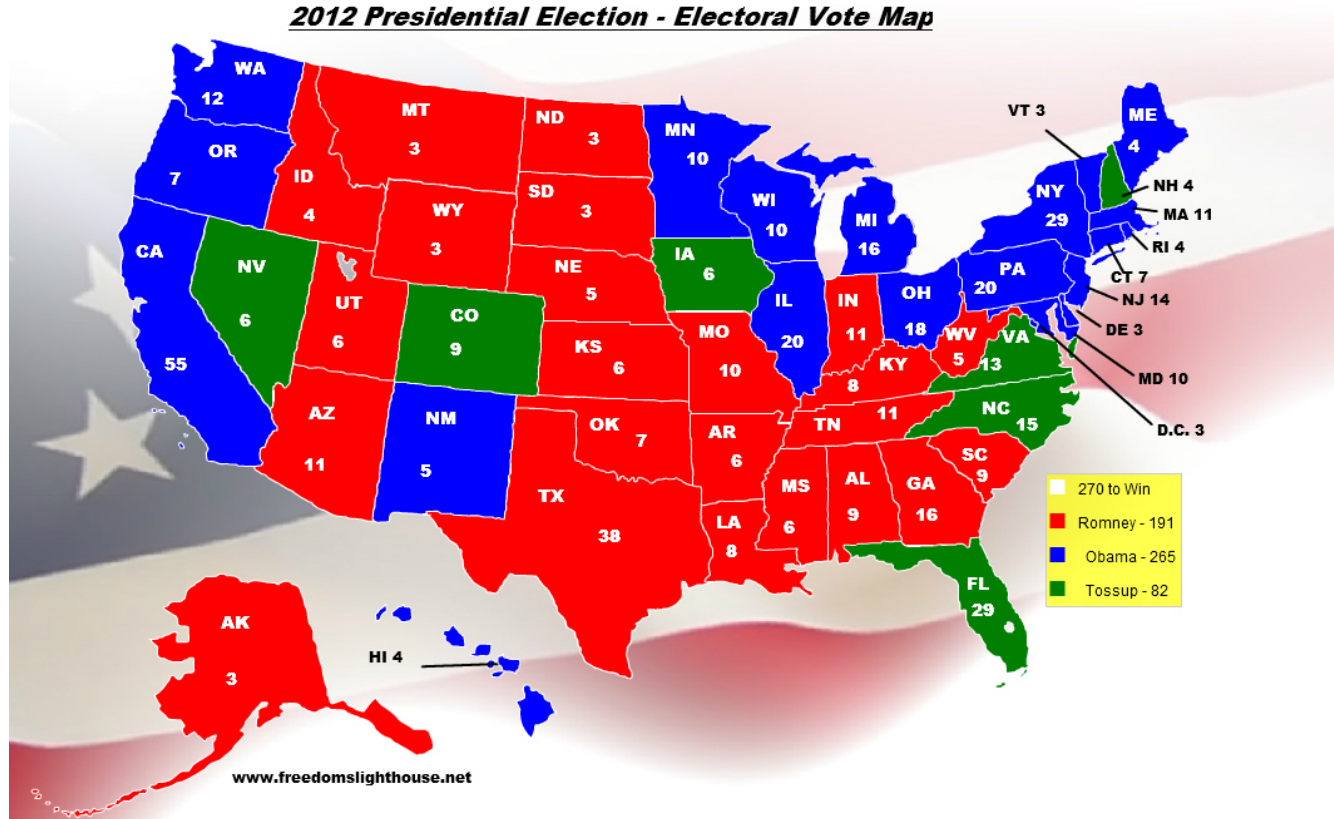 2012 Presidential Election - Electoral Vote Map
WA
12
OR
7
CA
55
NV
6
ID
4
MT
3
WY
3
UT
6
AZ
11
CO
9
NM
5
ND
3
SD
3
NE
5
KS
6
OK
7
TX
38
MN
10
IA
6
MO
10
AR
6
LA
8
WI
10
IL
20
MI
16
IN
11
OH
18
KY
8
TN
11
MS
6
AL
9
GA
16
FL
29
SC
9
NC
15
VA
13
WV
5
PA
20
NY
29
VT 3
ME
4
NH 4
MA 11
RI 4
CT 7
NJ 14
DE 3
MD 10
D.C. 3
270 to Win
Romney - 191
Obama - 265
Tossup - 82
AK
3
HI 4
www.freedomslighthouse.net